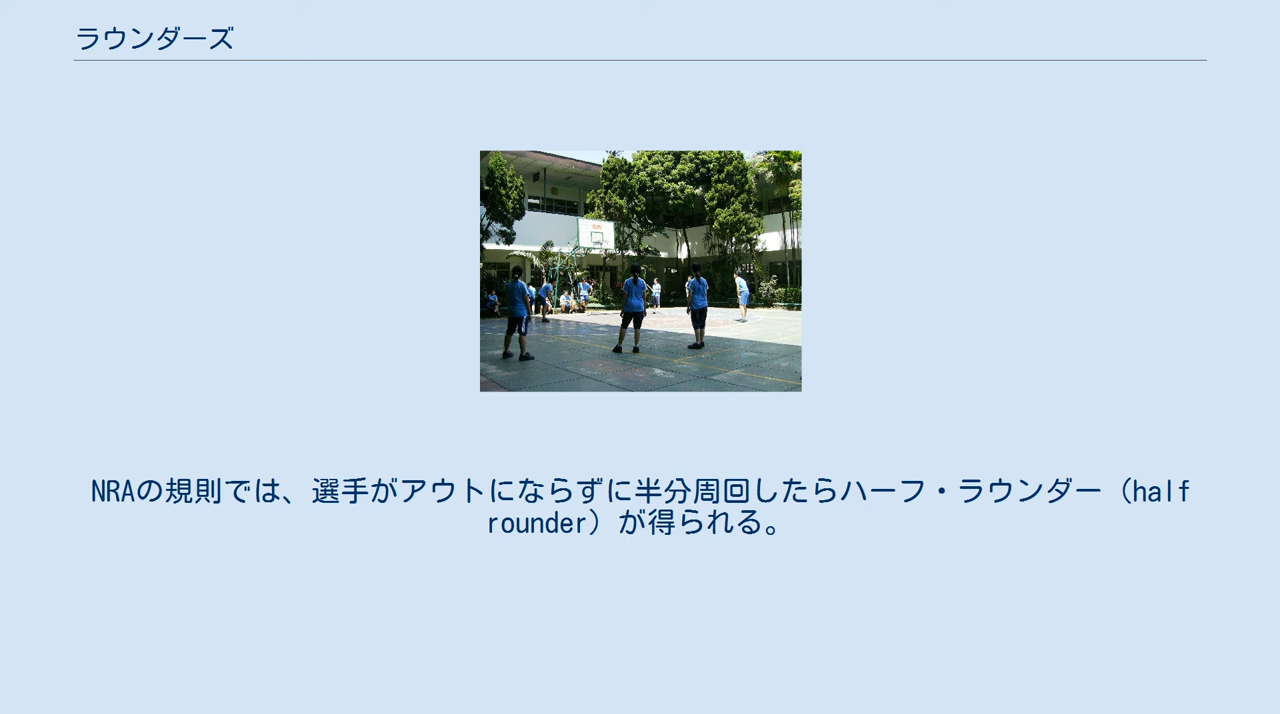 ラウンダーズ
NRAの規則では、選手がアウトにならずに半分周回したらハーフ・ラウンダー（half
rounder）が得られる。